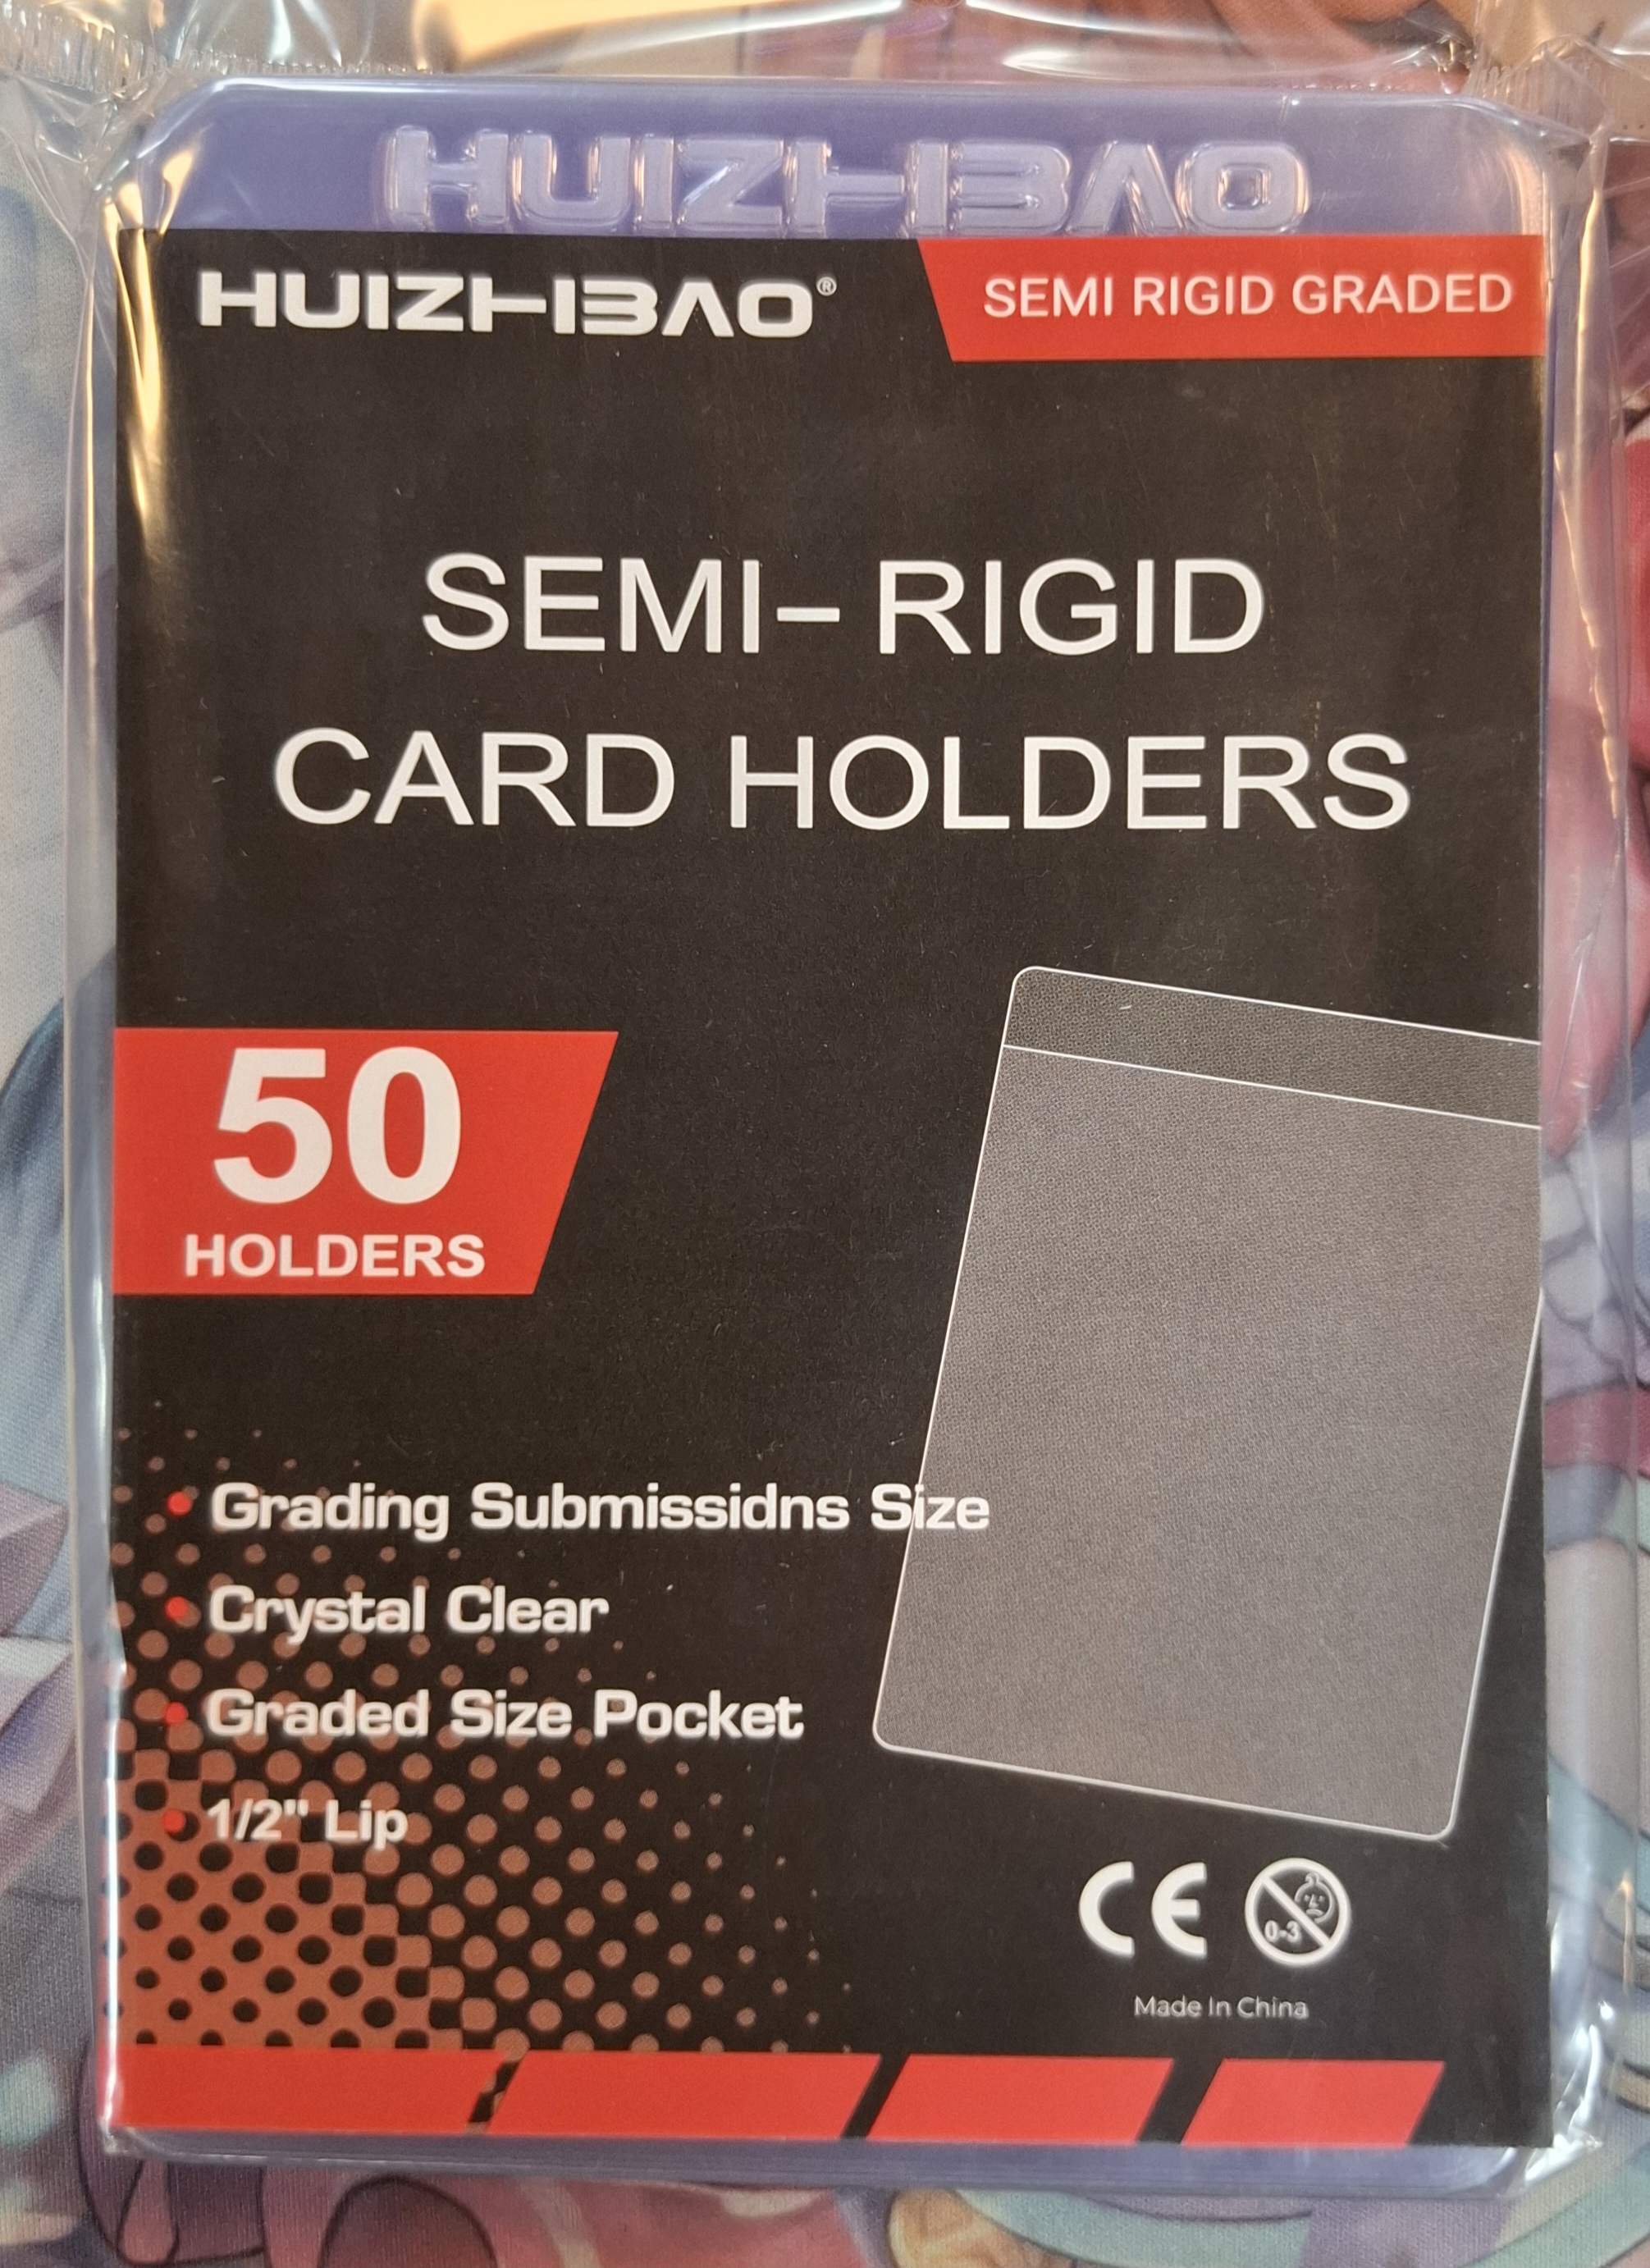 HUIZHIBAO
HUIZHIBAO®
SEMI RIGID GRADED
SEMI-RIGID
CARD HOLDERS
50
HOLDERS
Grading Submissidns Size
Crystal Clear
Graded Size Pocket
1/2" Lip
CE
0-3
Made In China